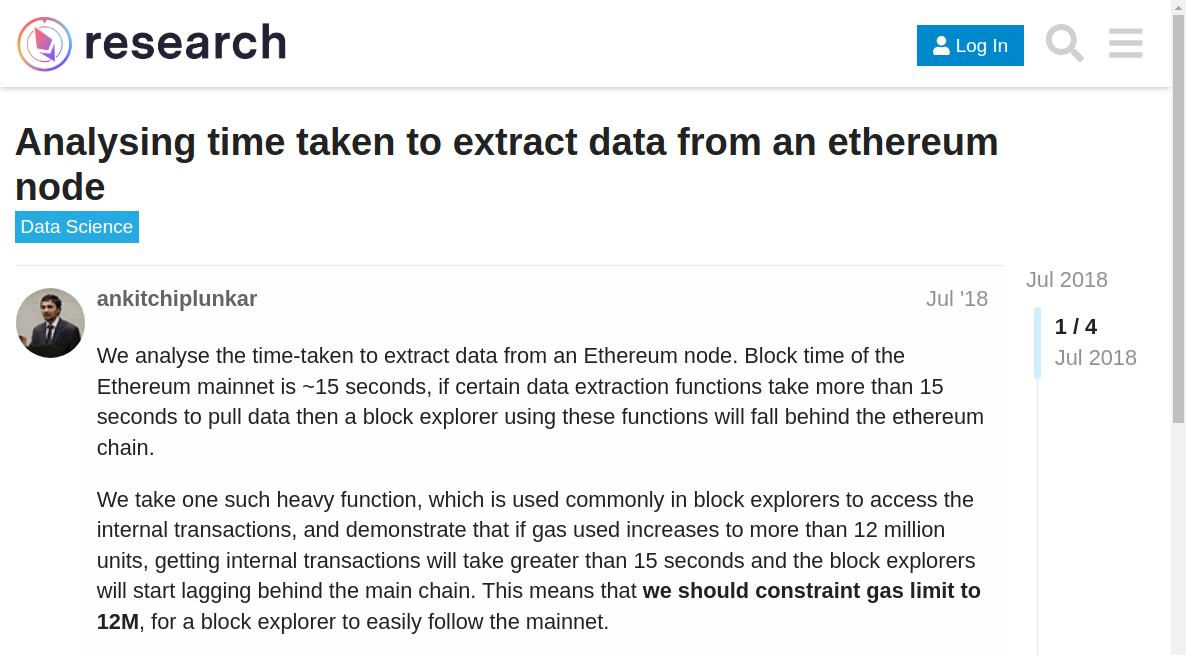 research
Log In
Analysing time taken to extract data from an ethereum
node
Data Science
Jul 2018
ankitchiplunkar
Jul '18
1 / 4
Jul 2018
We analyse the time-taken to extract data from an Ethereum node. Block time of the
Ethereum mainnet is ~15 seconds, if certain data extraction functions take more than 15
seconds to pull data then a block explorer using these functions will fall behind the ethereum
chain.
We take one such heavy function, which is used commonly in block explorers to access the
internal transactions, and demonstrate that if gas used increases to more than 12 million
units, getting internal transactions will take greater than 15 seconds and the block explorers
will start lagging behind the main chain. This means that we should constraint gas limit to
12M, for a block explorer to easily follow the mainnet.